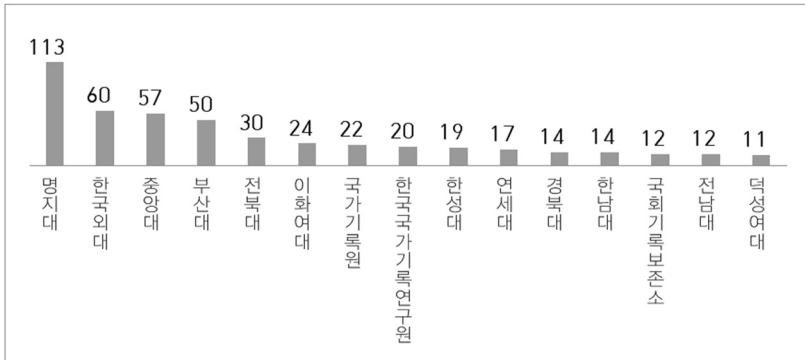 113
60
57
50
30
24
22
20
19
17
14
14
12
12
11
명지대
한국외대
중앙대
부산대
전북대
이화여대
국가기록원
한국국가기록연구원
한성대
연세대
경북대
한남대
국회기록보존소
전남대
덕성여대